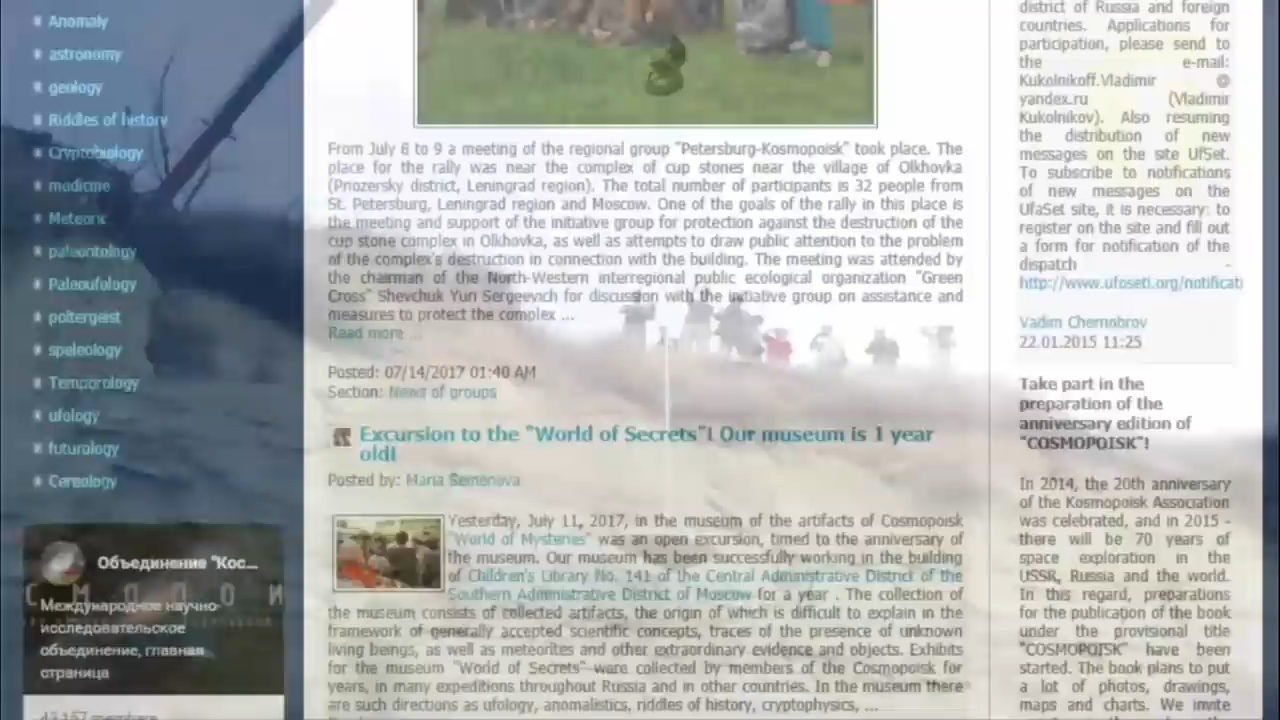 Anomaly
astronomy
geology
Riddles of history
Cryptobiology
medicine
Meteoric
paleontology
Paleoufology
poltergeist
speleology
Temporology
ufology
futurology
Cereology
Объединение "Кос...
К О С М О П О И
Международное научно-
исследовательское
объединение, главная
страница
43,157 members
From July 6 to 9 a meeting of the regional group "Petersburg-Kosmopoisk" took place. The
place for the rally was near the complex of cup stones near the village of Olkhovka
(Priozersky district, Leningrad region). The total number of participants is 32 people from
St. Petersburg, Leningrad region and Moscow. One of the goals of the rally in this place is
the meeting and support of the initiative group for protection against the destruction of the
cup stone complex in Olkhovka, as well as attempts to draw public attention to the problem
of the complex's destruction in connection with the building. The meeting was attended by
the chairman of the North-Western interregional public ecological organization "Green
Cross" Shevchuk Yuri Sergeevich for discussion with the initiative group on assistance and
measures to protect the complex ...
Read more ...
Posted: 07/14/2017 01:40 AM
Section: News of groups
Excursion to the "World of Secrets"! Our museum is 1 year
old!
Posted by: Maria Semenova
Yesterday, July 11, 2017, in the museum of the artifacts of Cosmopoisk
"World of Mysteries" was an open excursion, timed to the anniversary of
the museum. Our museum has been successfully working in the building
of Children's Library No. 141 of the Central Administrative District of the
Southern Administrative District of Moscow for a year . The collection of
the museum consists of collected artifacts, the origin of which is difficult to explain in the
framework of generally accepted scientific concepts, traces of the presence of unknown
living beings, as well as meteorites and other extraordinary evidence and objects. Exhibits
for the museum "World of Secrets" were collected by members of the Cosmopoisk for
years, in many expeditions throughout Russia and in other countries. In the museum there
are such directions as ufology, anomalistics, riddles of history, cryptophysics, ...
district of Russia and foreign
countries. Applications for
participation, please send to
the e-mail:
Kukolnikoff.Vladimir @
yandex.ru (Vladimir
Kukolnikov). Also resuming
the distribution of new
messages on the site UfSet.
To subscribe to notifications
of new messages on the
UfaSet site, it is necessary: to
register on the site and fill out
a form for notification of the
dispatch -
http://www.ufoseti.org/notificati
Vadim Chernobrov
22.01.2015 11:25
Take part in the
preparation of the
anniversary edition of
"COSMOPOISK"!
In 2014, the 20th anniversary
of the Kosmopoisk Association
was celebrated, and in 2015 -
there will be 70 years of
space exploration in the
USSR, Russia and the world.
In this regard, preparations
for the publication of the book
under the provisional title
"COSMOPOISK" have been
started. The book plans to put
a lot of photos, drawings,
maps and charts. We invite